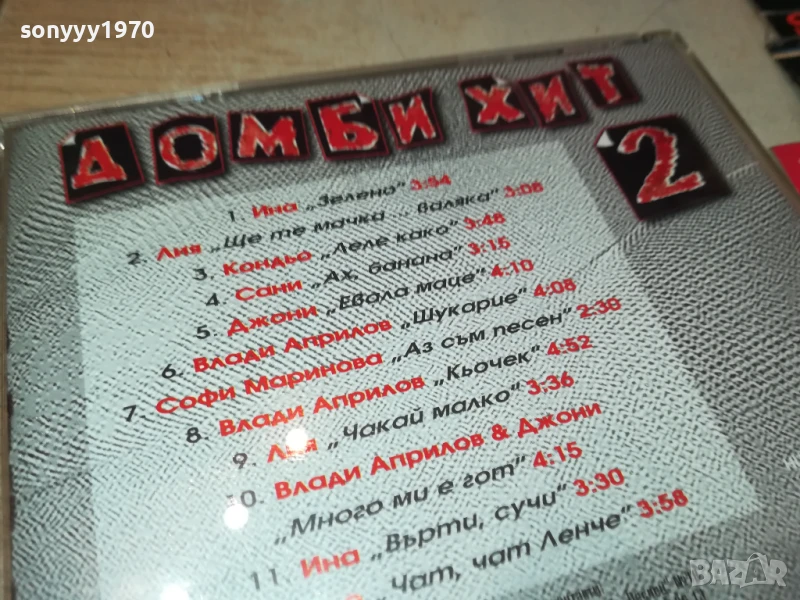 sonyyy1970
ДОМБИ ХИТ
2
1. Ина „Зелено" 3:54
2. Лия „Ще те мачка ... валяка" 3:08
3. Кондьо „Леле како" 3:48
4. Сани „Ах, банана" 3:15
5. Джони „Евала маце" 4:10
6. Влади Априлов „Шукарие" 4:08
7. Софи Маринова „Аз съм песен" 2:36
8. Влади Априлов „Кьочек" 4:52
9. Лия „Чакай малко" 3:36
10. Влади Априлов & Джони
„Много ми е гот" 4:15
11. Ина „Върти, сучи" 3:30
„Чат, чат Ленче" 3:58
BAZAR